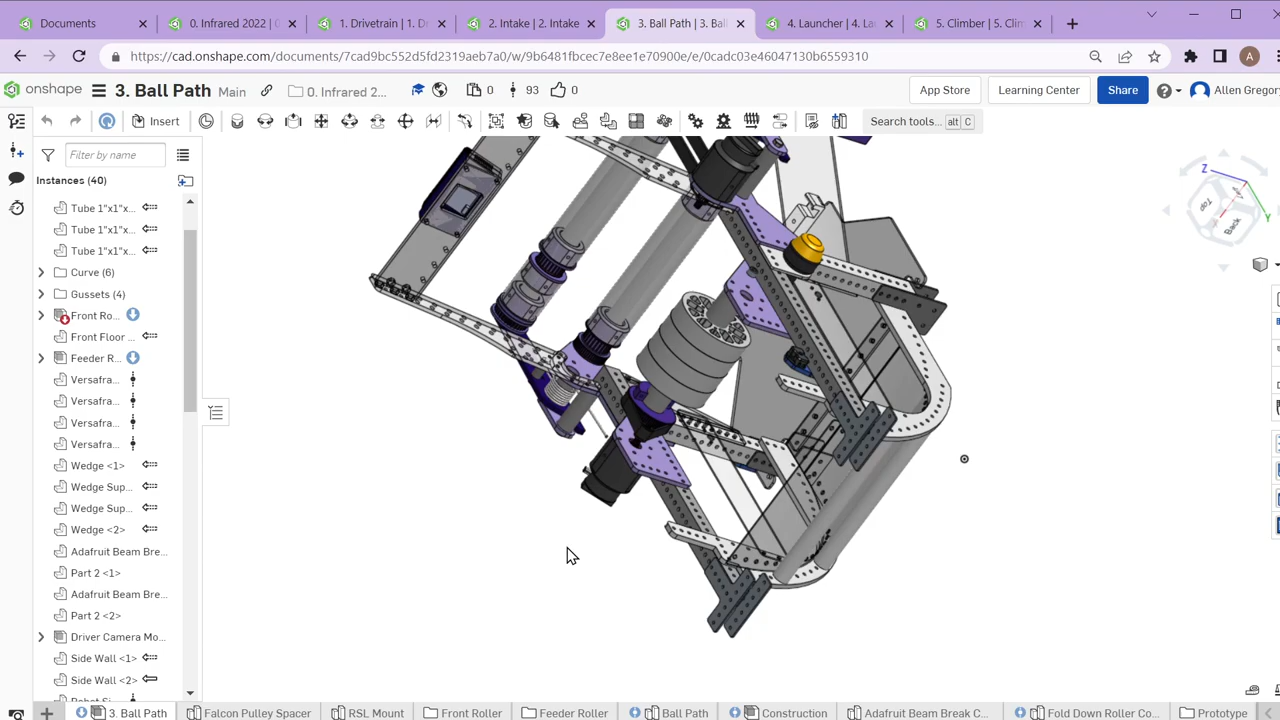 Documents
0. Infrared 2022 | 0
1. Drivetrain | 1. Dr
2. Intake | 2. Intake
3. Ball Path | 3. Bal
4. Launcher | 4. Lau
5. Climber | 5. Clim
https://cad.onshape.com/documents/7cad9bc552d5fd2319aeb7a0/w/9b6481fbcec7e8ee1e70900e/e/0cadc03e46047130b6559310
A
onshape
3. Ball Path
Main
0. Infrared 2...
0
93
0
App Store
Learning Center
Share
Allen Gregory
Insert
Search tools...
alt
C
Filter by name
Instances (40)
Tube 1"x1"x...
Tube 1"x1"x...
Tube 1"x1"x...
Curve (6)
Gussets (4)
Front Ro...
Front Floor ...
Feeder R...
Versafra...
Versafra...
Versafra...
Versafra...
Wedge <1>
Wedge Sup...
Wedge Sup...
Wedge <2>
Adafruit Beam Bre...
Part 2 <1>
Adafruit Beam Bre...
Part 2 <2>
Driver Camera Mo...
Side Wall <1>
Side Wall <2>
Z
Y
Top
Back
3. Ball Path
Falcon Pulley Spacer
RSL Mount
Front Roller
Feeder Roller
Ball Path
Construction
Adafruit Beam Break C...
Fold Down Roller Co...
Prototype